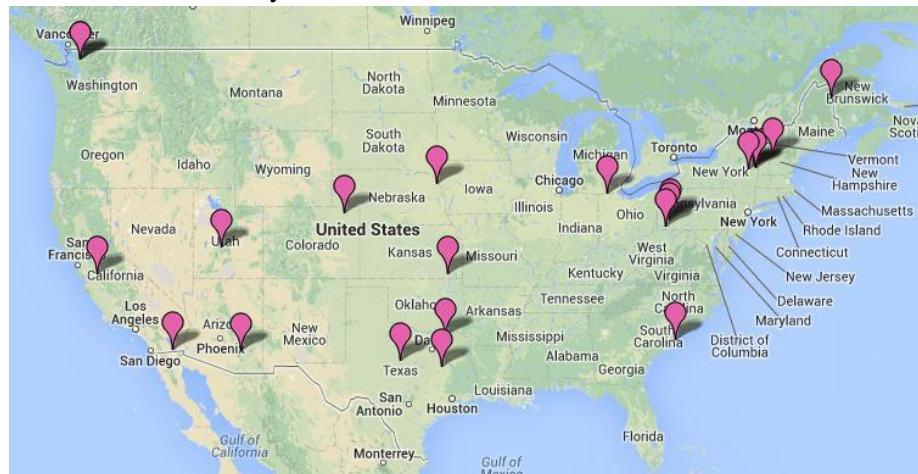 Winnipeg
Vancouver
Washington
North
Dakota
Montana
Minnesota
New
Brunswick
Nova
Scotia
Maine
Mont
Oregon
Idaho
South
Dakota
Wisconsin
Michigan
Toronto
Vermont
New
Hampshire
New York
Wyoming
Nebraska
Iowa
Chicago
Illinois
Indiana
Ohio
Pennsylvania
New York
Massachusetts
Rhode Island
Connecticut
New Jersey
Delaware
Maryland
District of
Columbia
Nevada
Utah
Colorado
United States
Kansas
Missouri
West
Virginia
Virginia
Kentucky
San
Francisco
California
Los
Angeles
San Diego
Phoenix
New
Mexico
Oklahoma
Arkansas
Tennessee
North
Carolina
South
Carolina
Mississippi
Alabama
Georgia
Texas
Louisiana
San
Antonio
Houston
Florida
Gulf of
California
Monterrey
Gulf of